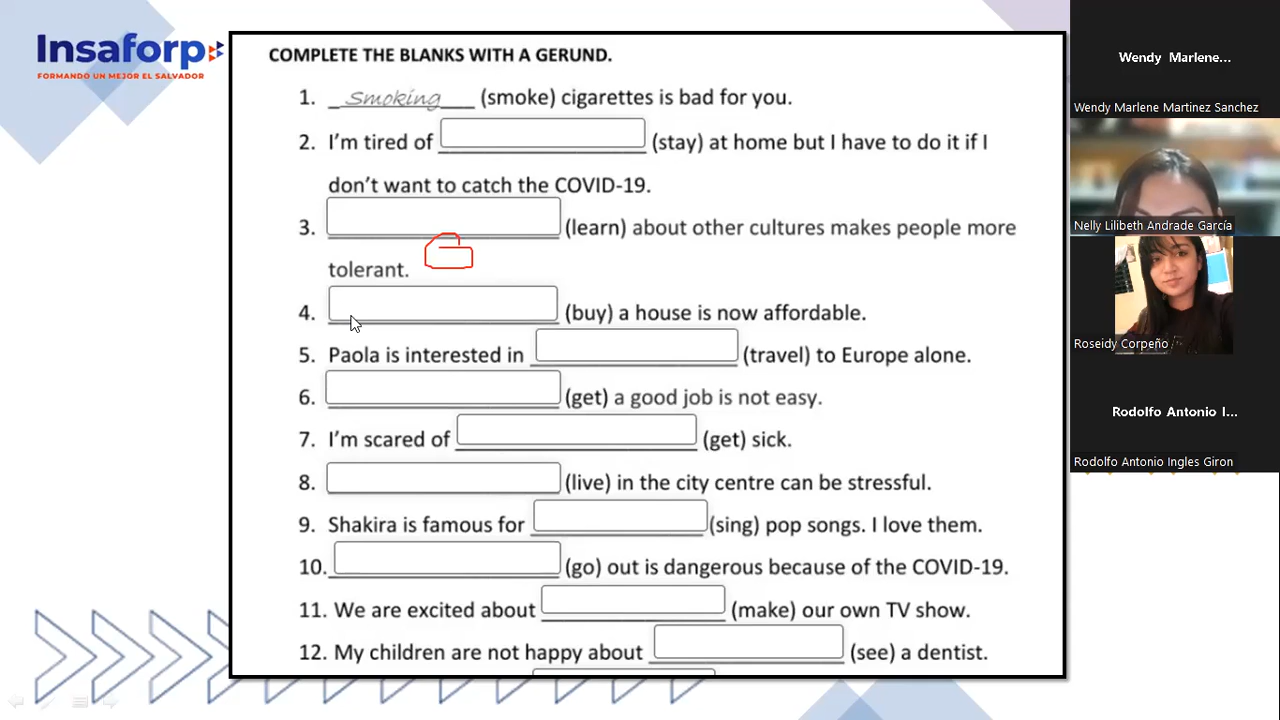 Insaforp
FORMANDO UN MEJOR EL SALVADOR
COMPLETE THE BLANKS WITH A GERUND.
1. _Smoking___ (smoke) cigarettes is bad for you.
2. I'm tired of (stay) at home but I have to do it if I
don't want to catch the COVID-19.
3. (learn) about other cultures makes people more
tolerant.
4. (buy) a house is now affordable.
5. Paola is interested in (travel) to Europe alone.
6. (get) a good job is not easy.
7. I'm scared of (get) sick.
8. (live) in the city centre can be stressful.
9. Shakira is famous for (sing) pop songs. I love them.
10. (go) out is dangerous because of the COVID-19.
11. We are excited about (make) our own TV show.
12. My children are not happy about (see) a dentist.
Wendy Marlene...
Wendy Marlene Martinez Sanchez
Nelly Lilibeth Andrade García
Roseidy Corpeño
Rodolfo Antonio I...
Rodolfo Antonio Ingles Giron